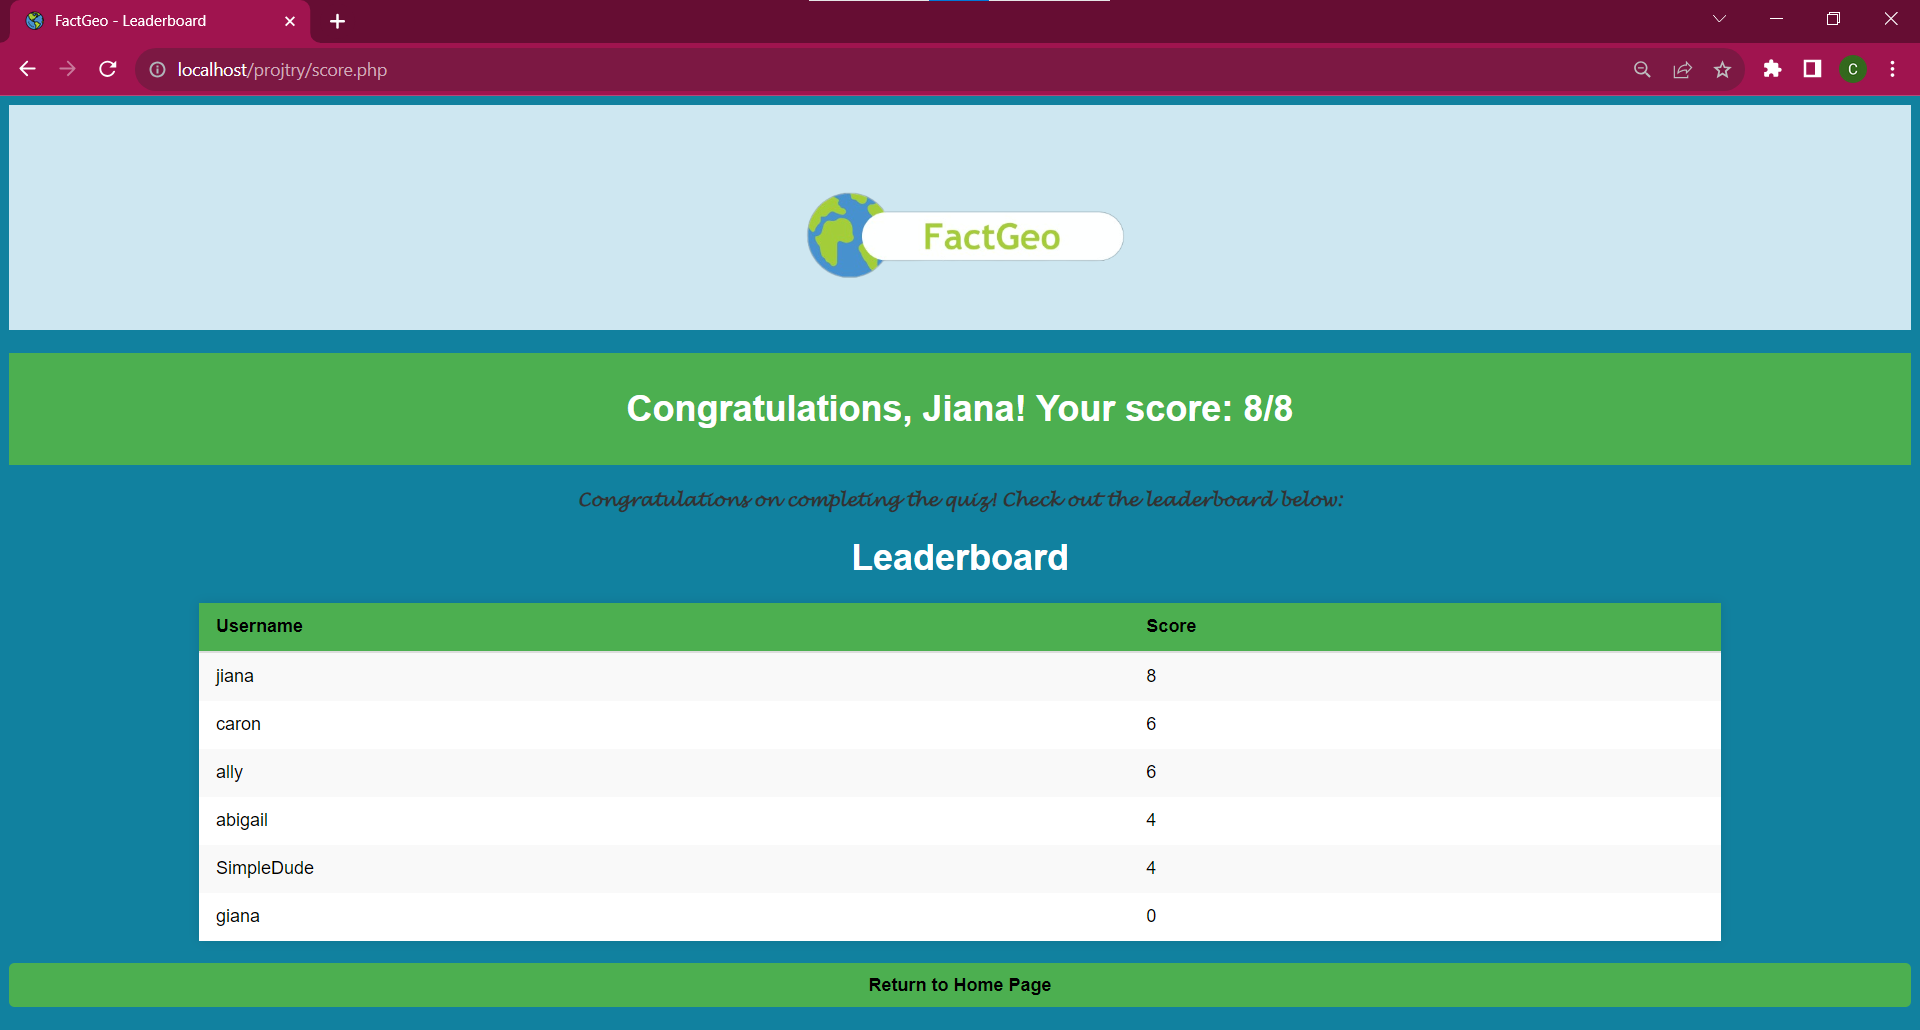 FactGeo - Leaderboard
localhost/projtry/score.php
C
FactGeo
Congratulations, Jiana! Your score: 8/8
Congratulations on completing the quiz! Check out the leaderboard below:
Leaderboard
Username Score
jiana 8
caron 6
ally 6
abigail 4
SimpleDude 4
giana 0
Return to Home Page